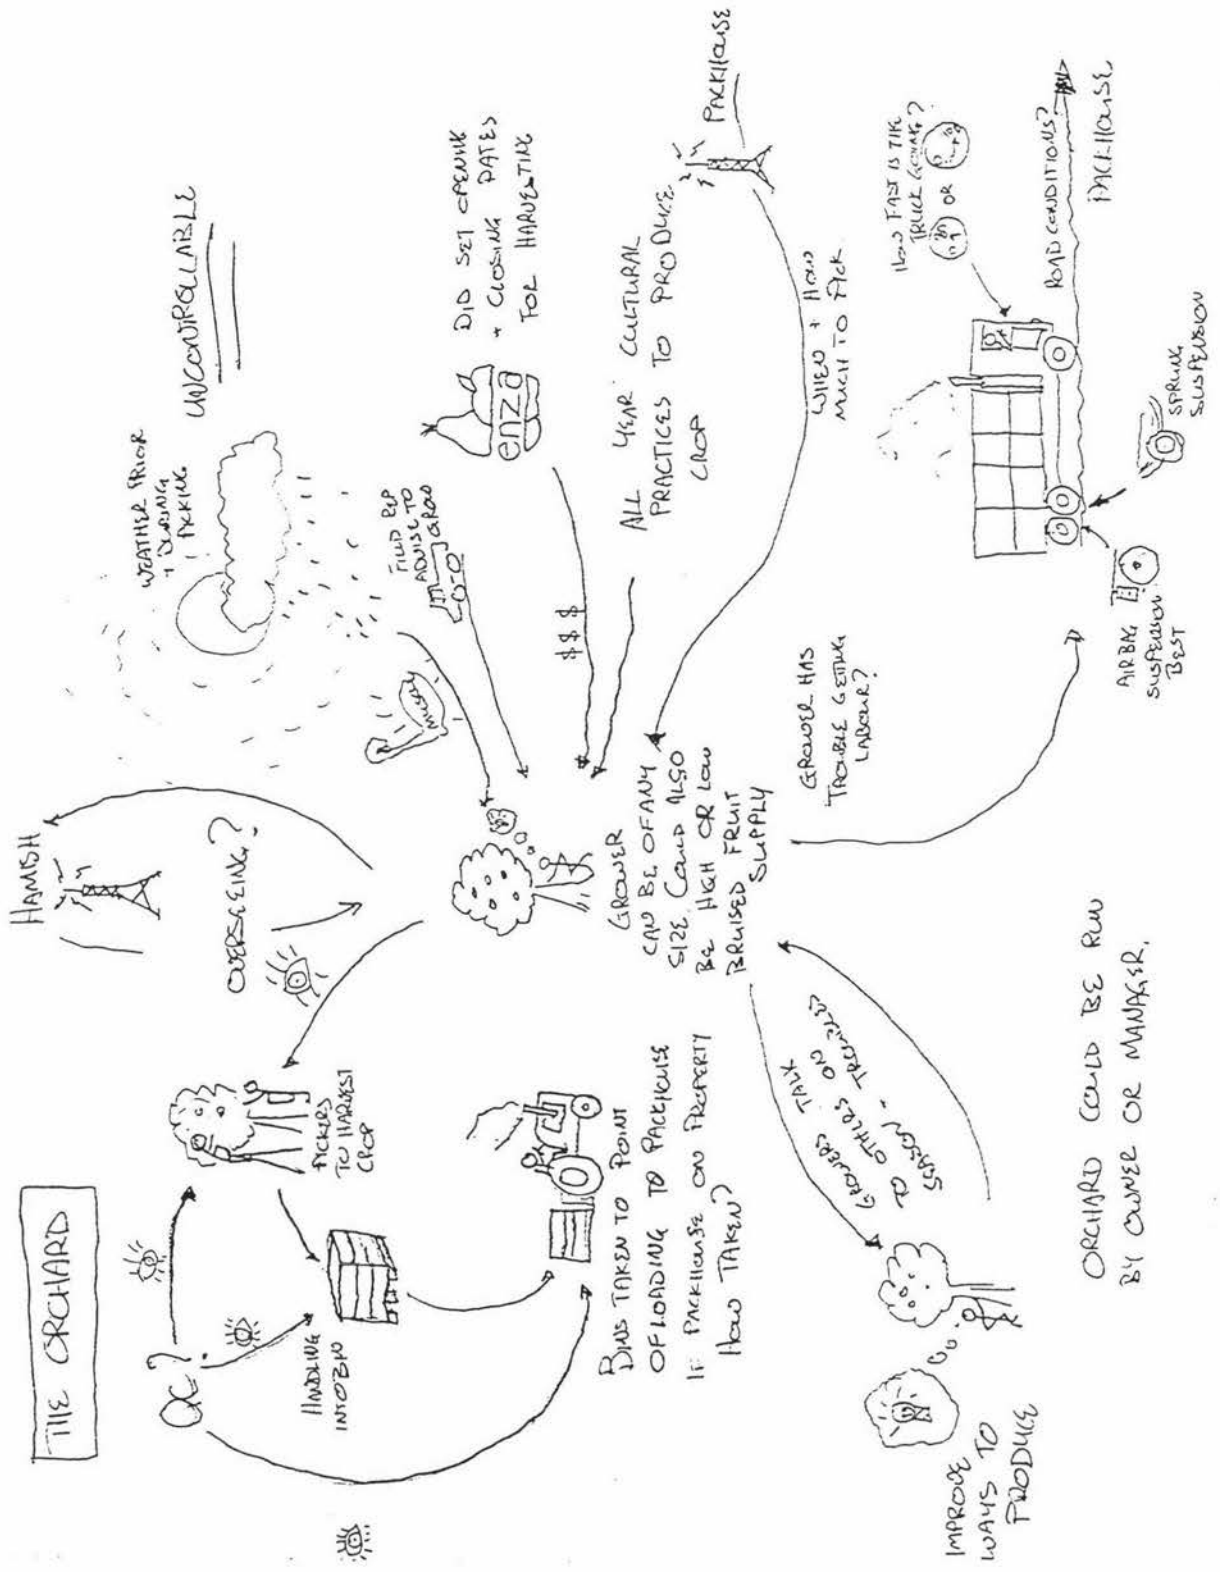 THE ORCHARD
QC?
HANDLING
INTO BIN
PICKERS
TO HARVEST
CROP
BINS TAKEN TO POINT
OF LOADING TO PACKHOUSE
IF PACKHOUSE ON PROPERTY
HOW TAKEN?
HAMISH
OVERSEEING?
WEATHER PRIOR
+ DURING
PICKING
UNCONTROLLABLE
FIELD REP
ADVISE TO
GROW
enza
DID SET OPENING
+ CLOSING DATES
FOR HARVESTING
$$$
$
ALL YEAR CULTURAL
PRACTICES TO PRODUCE
CROP
PACKHOUSE
WHEN + HOW
MUCH TO PICK
GROWER
CAN BE OF ANY
SIZE. COULD ALSO
BE HIGH OR LOW
BRUISED FRUIT
SUPPLY
GROWER HAS
TROUBLE GETTING
LABOUR?
HOW FAST IS THE
TRUCK GOING?
OR
ROAD CONDITIONS?
PACKHOUSE
SPRUNG
SUSPENSION
AIRBAG
SUSPENSION
BEST
GROWERS TALK
TO OTHERS ON
SEASON -
IMPROVE
WAYS TO
PRODUCE
ORCHARD COULD BE RUN
BY OWNER OR MANAGER.